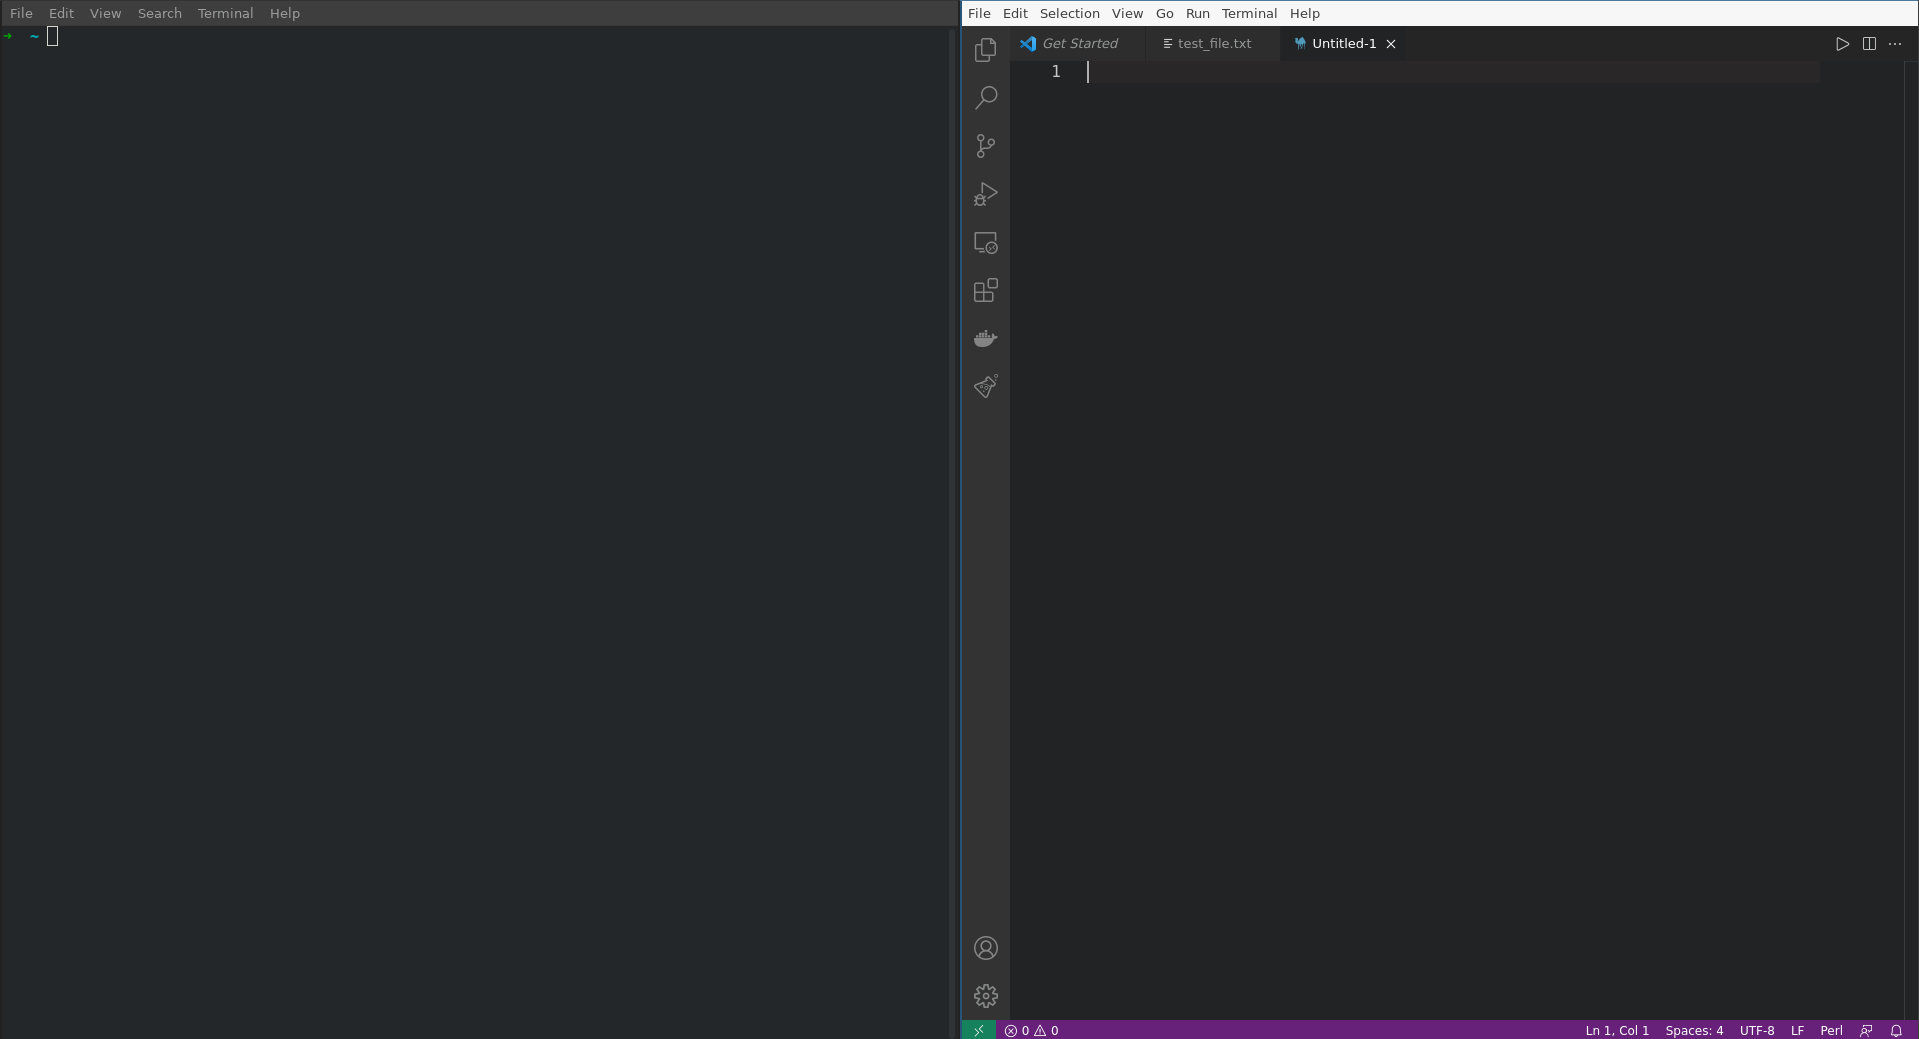 File Edit View Search Terminal Help
➜ ~
File Edit Selection View Go Run Terminal Help
Get Started test_file.txt Untitled-1
1
0 0 Ln 1, Col 1 Spaces: 4 UTF-8 LF Perl